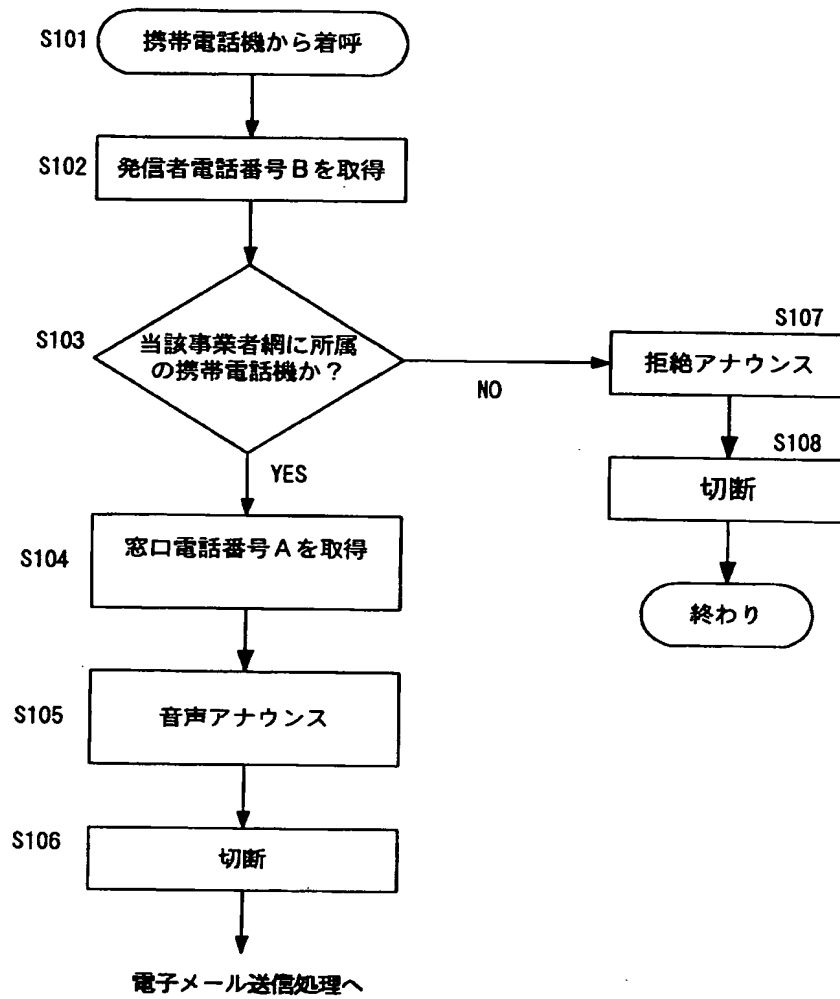 S101
携帯電話機から着呼
S102
発信者電話番号Bを取得
S103
当該事業者網に所属
の携帯電話機か？
NO
YES
S107
拒絶アナウンス
S108
切断
終わり
S104
窓口電話番号Aを取得
S105
音声アナウンス
S106
切断
電子メール送信処理へ